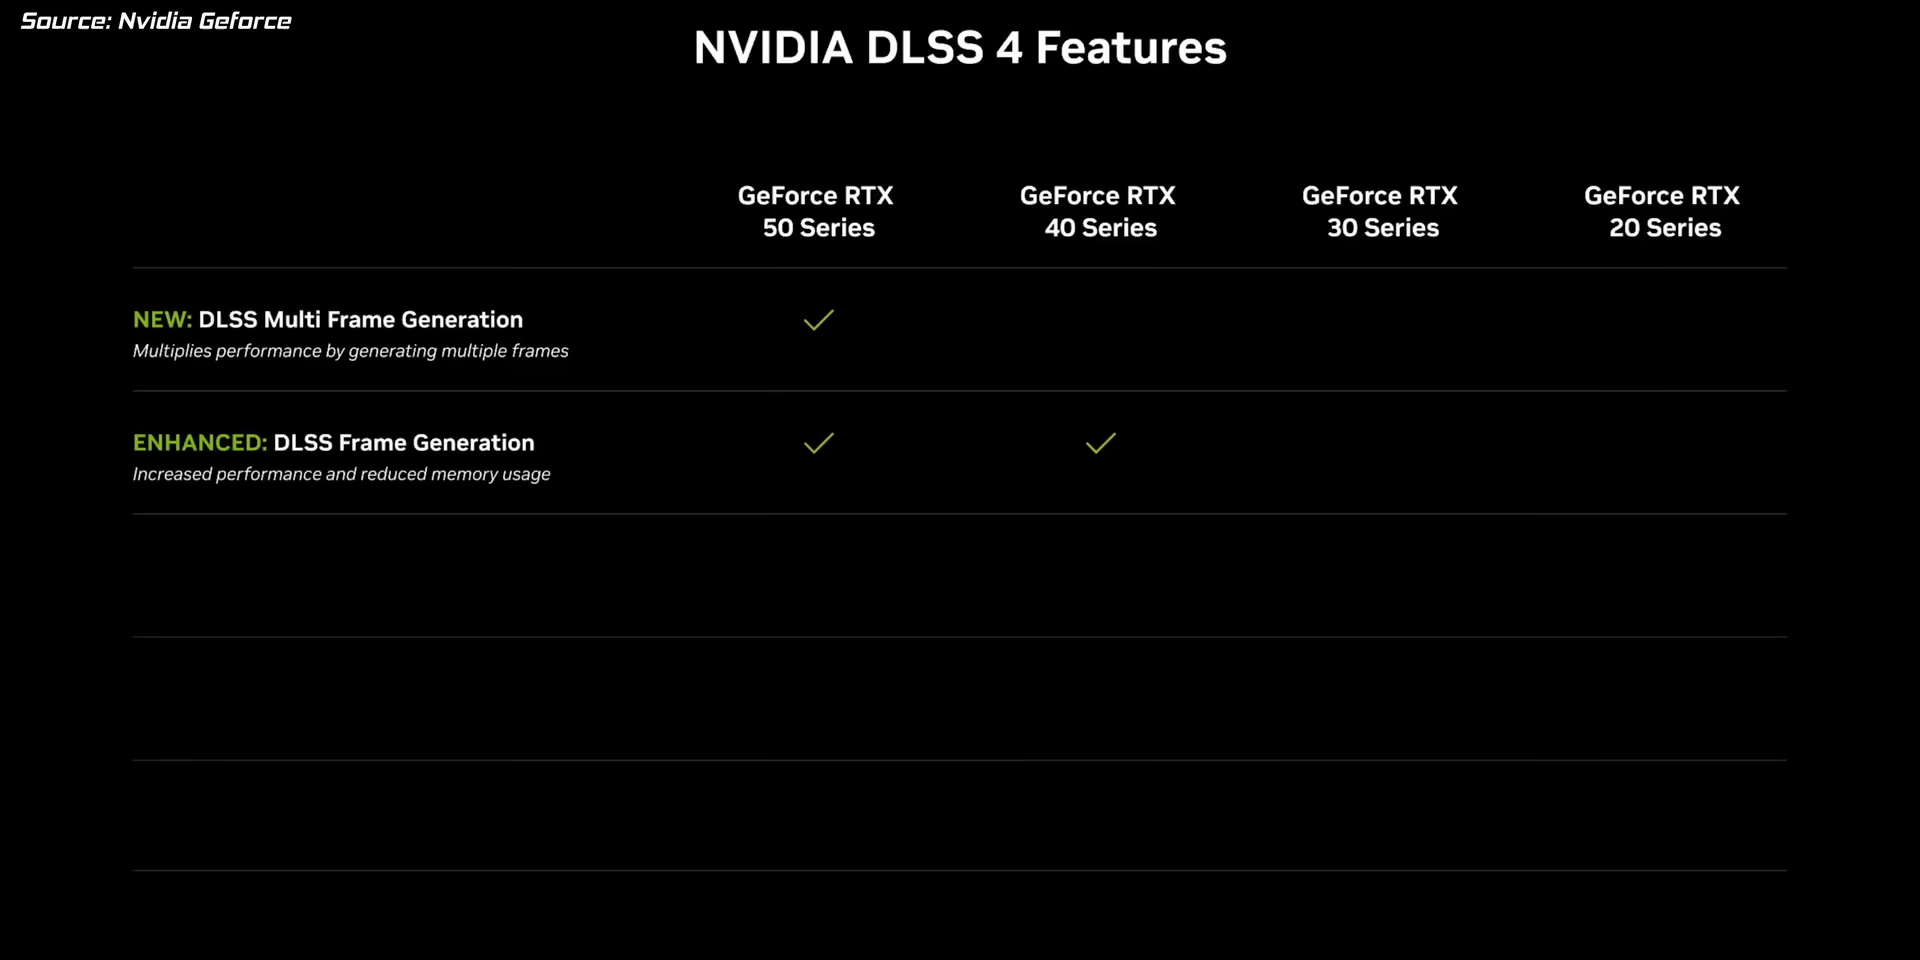 Source: Nvidia Geforce
NVIDIA DLSS 4 Features
GeForce RTX
50 Series
GeForce RTX
40 Series
GeForce RTX
30 Series
GeForce RTX
20 Series
NEW: DLSS Multi Frame Generation
Multiplies performance by generating multiple frames
ENHANCED: DLSS Frame Generation
Increased performance and reduced memory usage